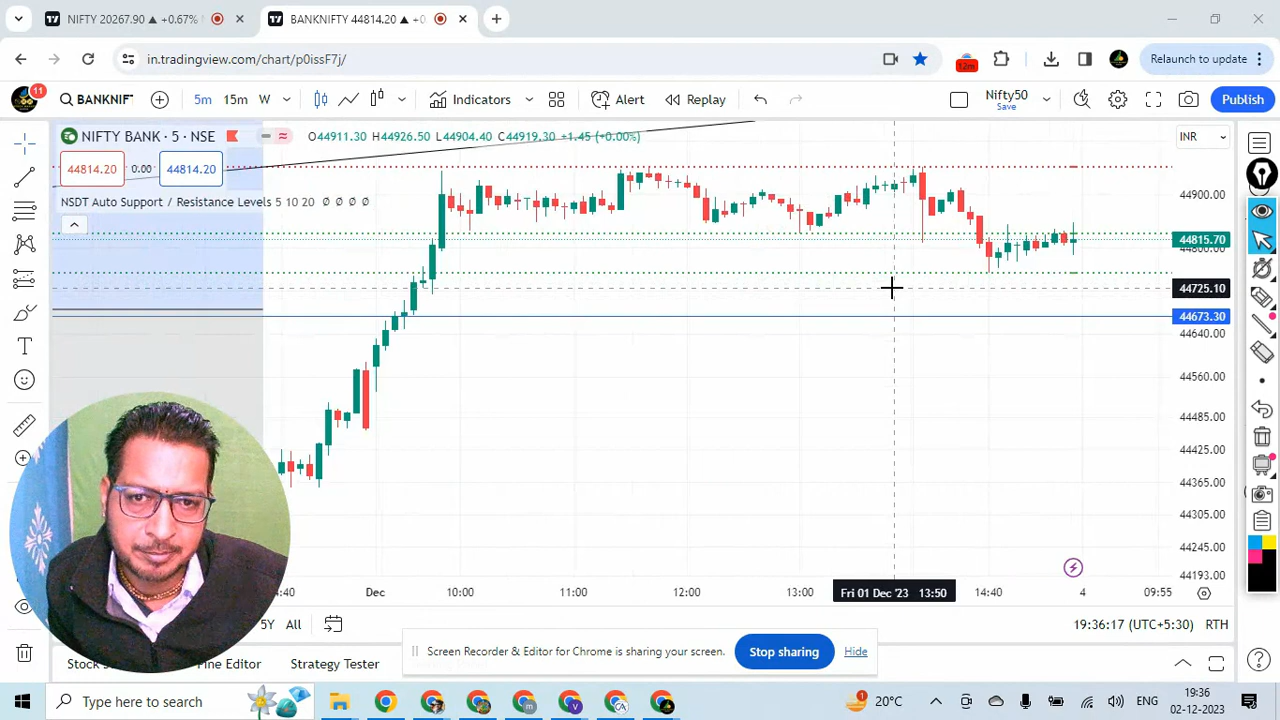 NIFTY 20267.90 ▲ +0.67%
BANKNIFTY 44814.20 ▲ +0
in.tradingview.com/chart/p0issF7j/
12m
Relaunch to update
11
BANKNIF
5m 15m W
Indicators
Alert
Replay
Nifty50
Save
Publish
NIFTY BANK · 5 · NSE
O44911.30 H44926.50 L44904.40 C44919.30 +1.45 (+0.00%)
INR
44814.20 0.00 44814.20
NSDT Auto Support / Resistance Levels 5 10 20 Ø Ø Ø Ø
44900.00
44815.70
44800.00
44725.10
44673.30
44640.00
44560.00
44485.00
44425.00
44365.00
44305.00
44245.00
44193.00
:40 Dec 10:00 11:00 12:00 13:00 Fri 01 Dec '23 13:50 14:40 4 09:55
5Y All
19:36:17 (UTC+5:30) RTH
Screen Recorder & Editor for Chrome is sharing your screen.
Stop sharing
Hide
Stock
Pine Editor
Strategy Tester
Type here to search
1
20°C
ENG
19:36
02-12-2023